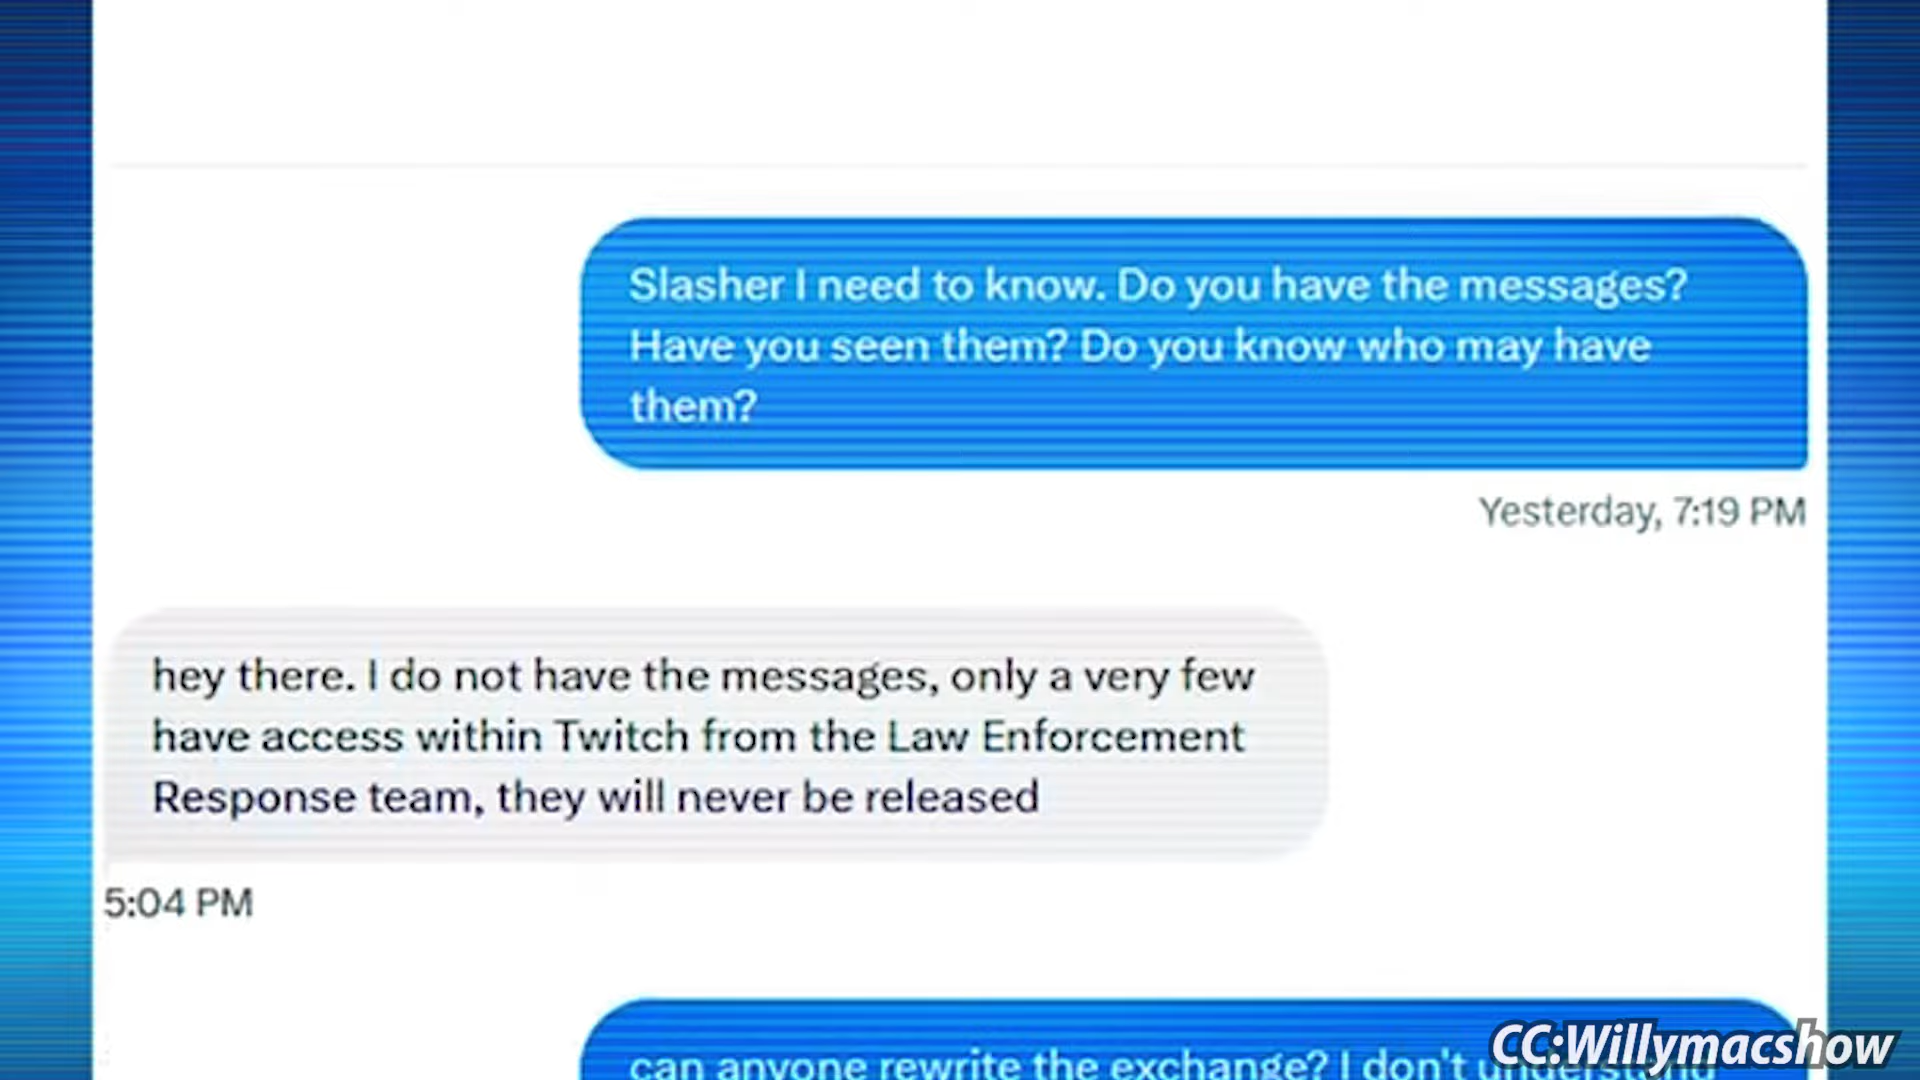 Slasher I need to know. Do you have the messages?
Have you seen them? Do you know who may have
them?
Yesterday, 7:19 PM
hey there. I do not have the messages, only a very few
have access within Twitch from the Law Enforcement
Response team, they will never be released
5:04 PM
can anyone rewrite the exchange? I don't understand
CC:Willymacshow